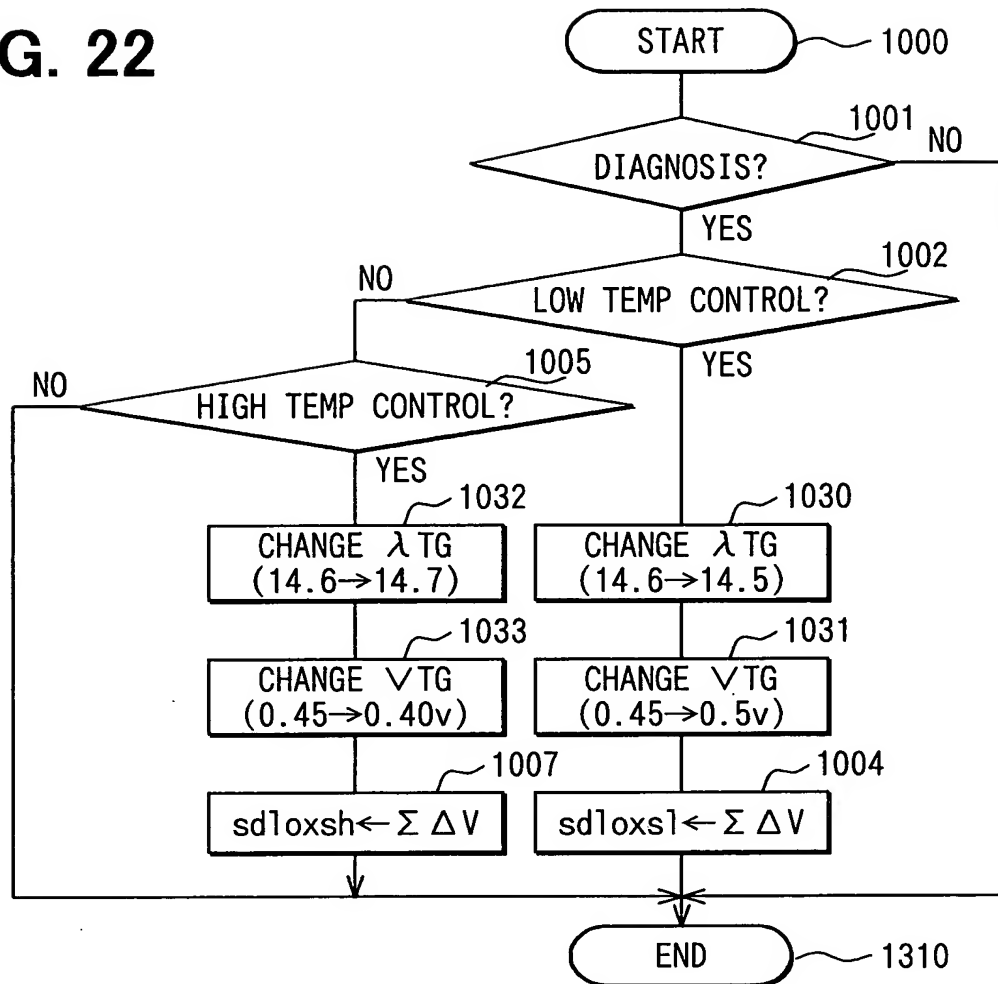 G. 22
START
1000
DIAGNOSIS?
1001
NO
YES
LOW TEMP CONTROL?
1002
NO
YES
HIGH TEMP CONTROL?
1005
NO
YES
1032
CHANGE λTG
(14.6→14.7)
1030
CHANGE λTG
(14.6→14.5)
1033
CHANGE VTG
(0.45→0.40v)
1031
CHANGE VTG
(0.45→0.5v)
1007
sdloxsh←ΣΔV
1004
sdloxsl←ΣΔV
END
1310